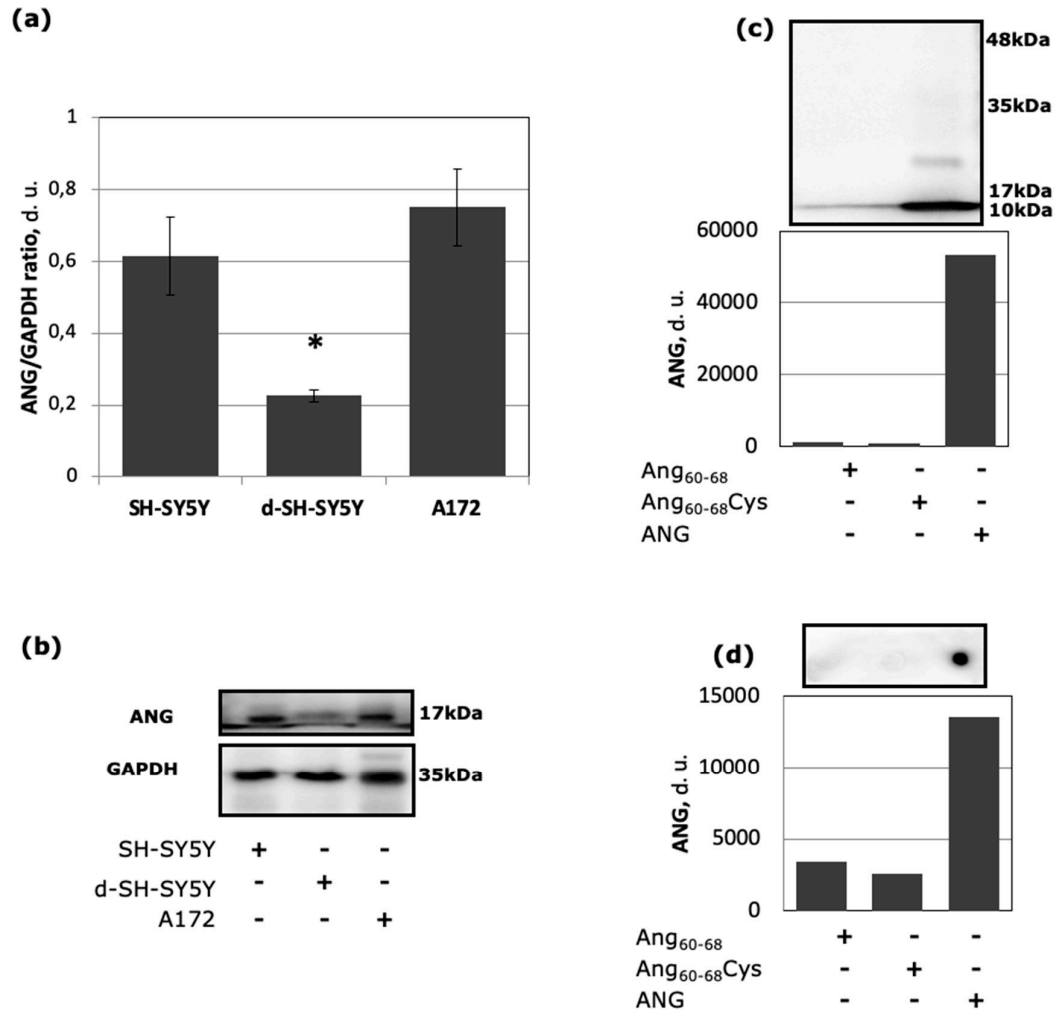 (a)
1
0,8
0,6
0,4
0,2
0
ANG/GAPDH ratio, d. u.
*
SH-SY5Y d-SH-SY5Y A172
(b)
ANG 17kDa
GAPDH 35kDa
SH-SY5Y + - -
d-SH-SY5Y - + -
A172 - - +
(c)
48kDa
35kDa
17kDa
10kDa
60000
40000
20000
0
ANG, d. u.
Ang60-68 + - -
Ang60-68Cys - + -
ANG - - +
(d)
15000
10000
5000
0
ANG, d. u.
Ang60-68 + - -
Ang60-68Cys - + -
ANG - - +